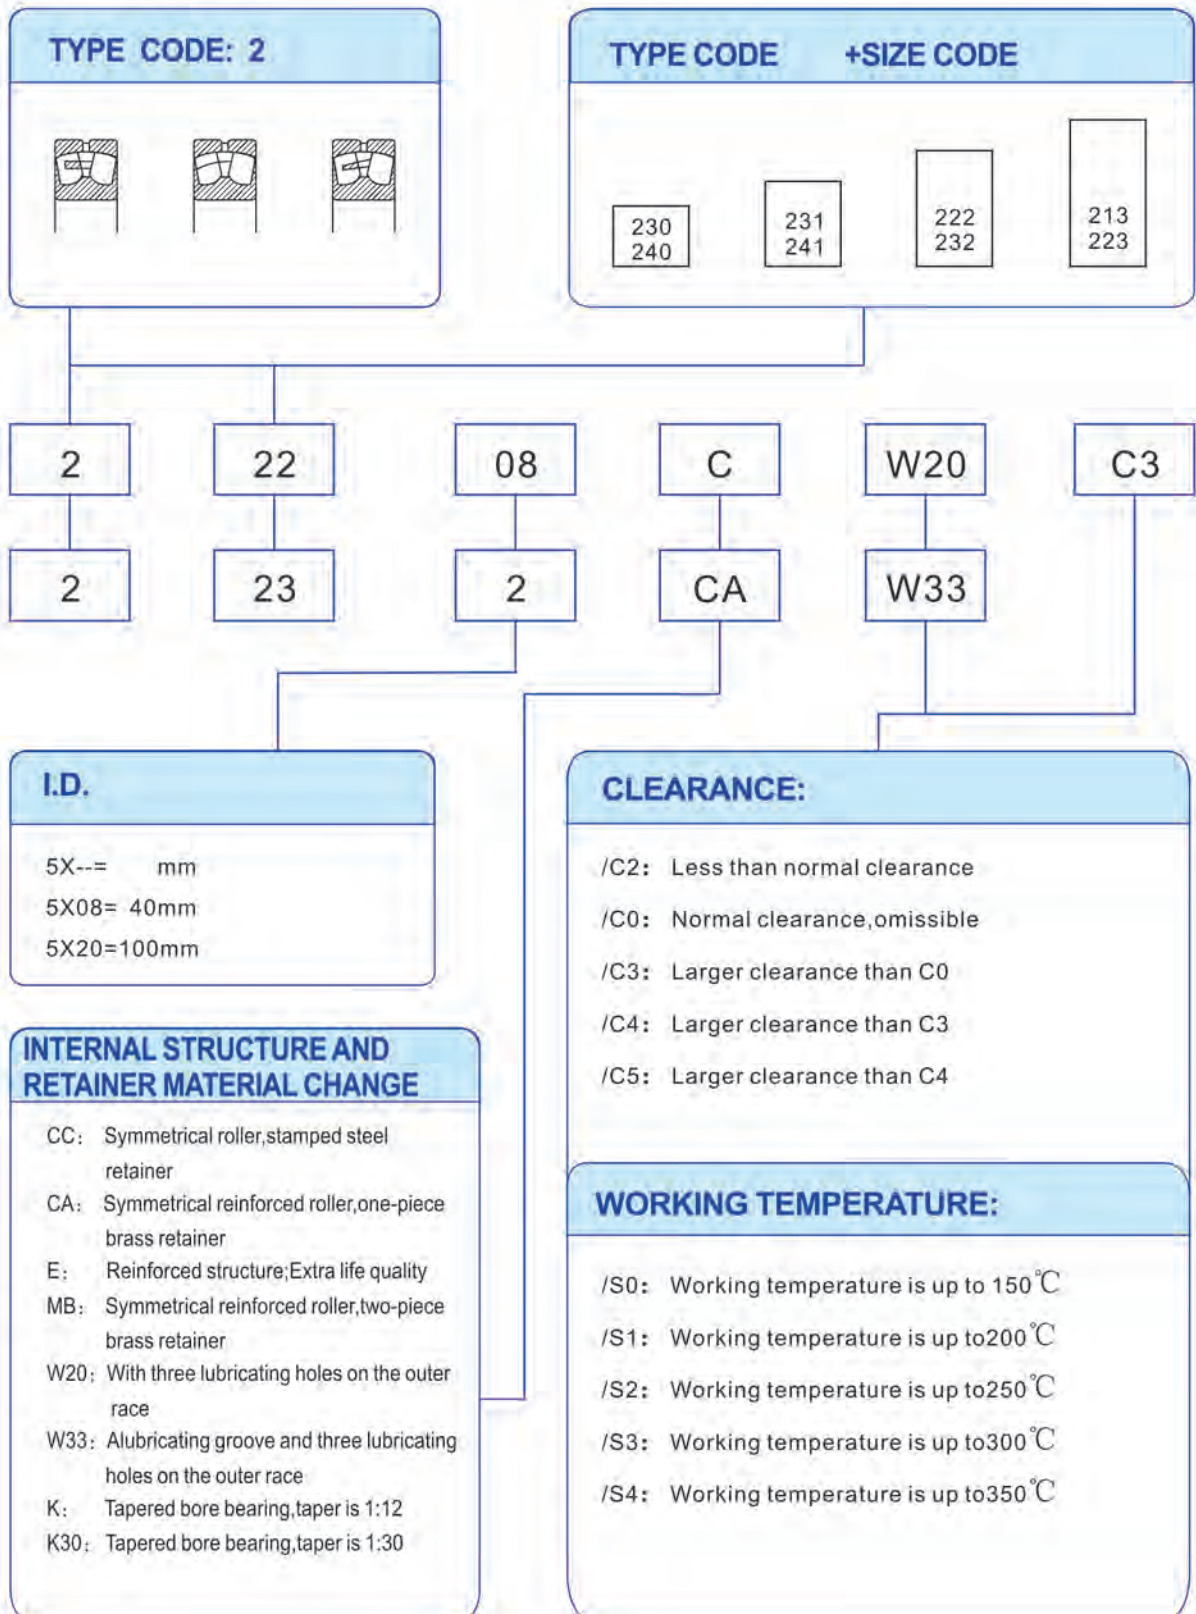 TYPE CODE: 2
TYPE CODE +SIZE CODE
230
240
231
241
222
232
213
223
2
22
08
C
W20
C3
2
23
2
CA
W33
I.D.
5X--= mm
5X08= 40mm
5X20=100mm
INTERNAL STRUCTURE AND
RETAINER MATERIAL CHANGE
CC: Symmetrical roller,stamped steel
retainer
CA: Symmetrical reinforced roller,one-piece
brass retainer
E: Reinforced structure;Extra life quality
MB: Symmetrical reinforced roller,two-piece
brass retainer
W20: With three lubricating holes on the outer
race
W33: Alubricating groove and three lubricating
holes on the outer race
K: Tapered bore bearing,taper is 1:12
K30: Tapered bore bearing,taper is 1:30
CLEARANCE:
/C2: Less than normal clearance
/C0: Normal clearance,omissible
/C3: Larger clearance than C0
/C4: Larger clearance than C3
/C5: Larger clearance than C4
WORKING TEMPERATURE:
/S0: Working temperature is up to 150℃
/S1: Working temperature is up to200℃
/S2: Working temperature is up to250℃
/S3: Working temperature is up to300℃
/S4: Working temperature is up to350℃